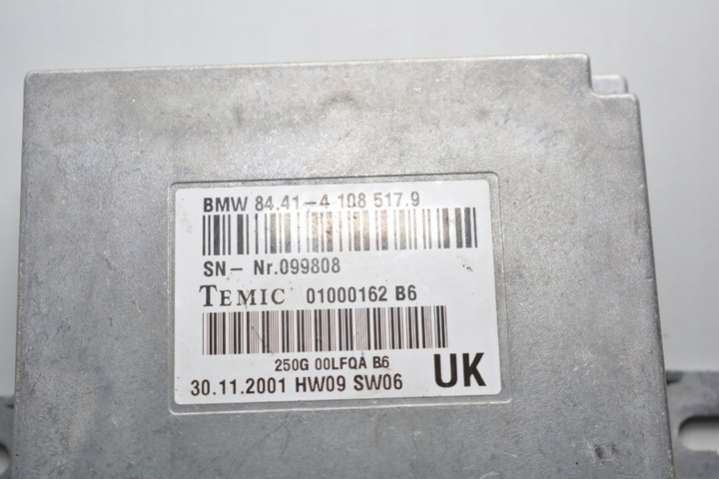 BMW 84.41-4 108 517.9
SN- Nr.099808
TEMIC 01000162 B6
250G 00LFQA B6
30.11.2001 HW09 SW06 UK